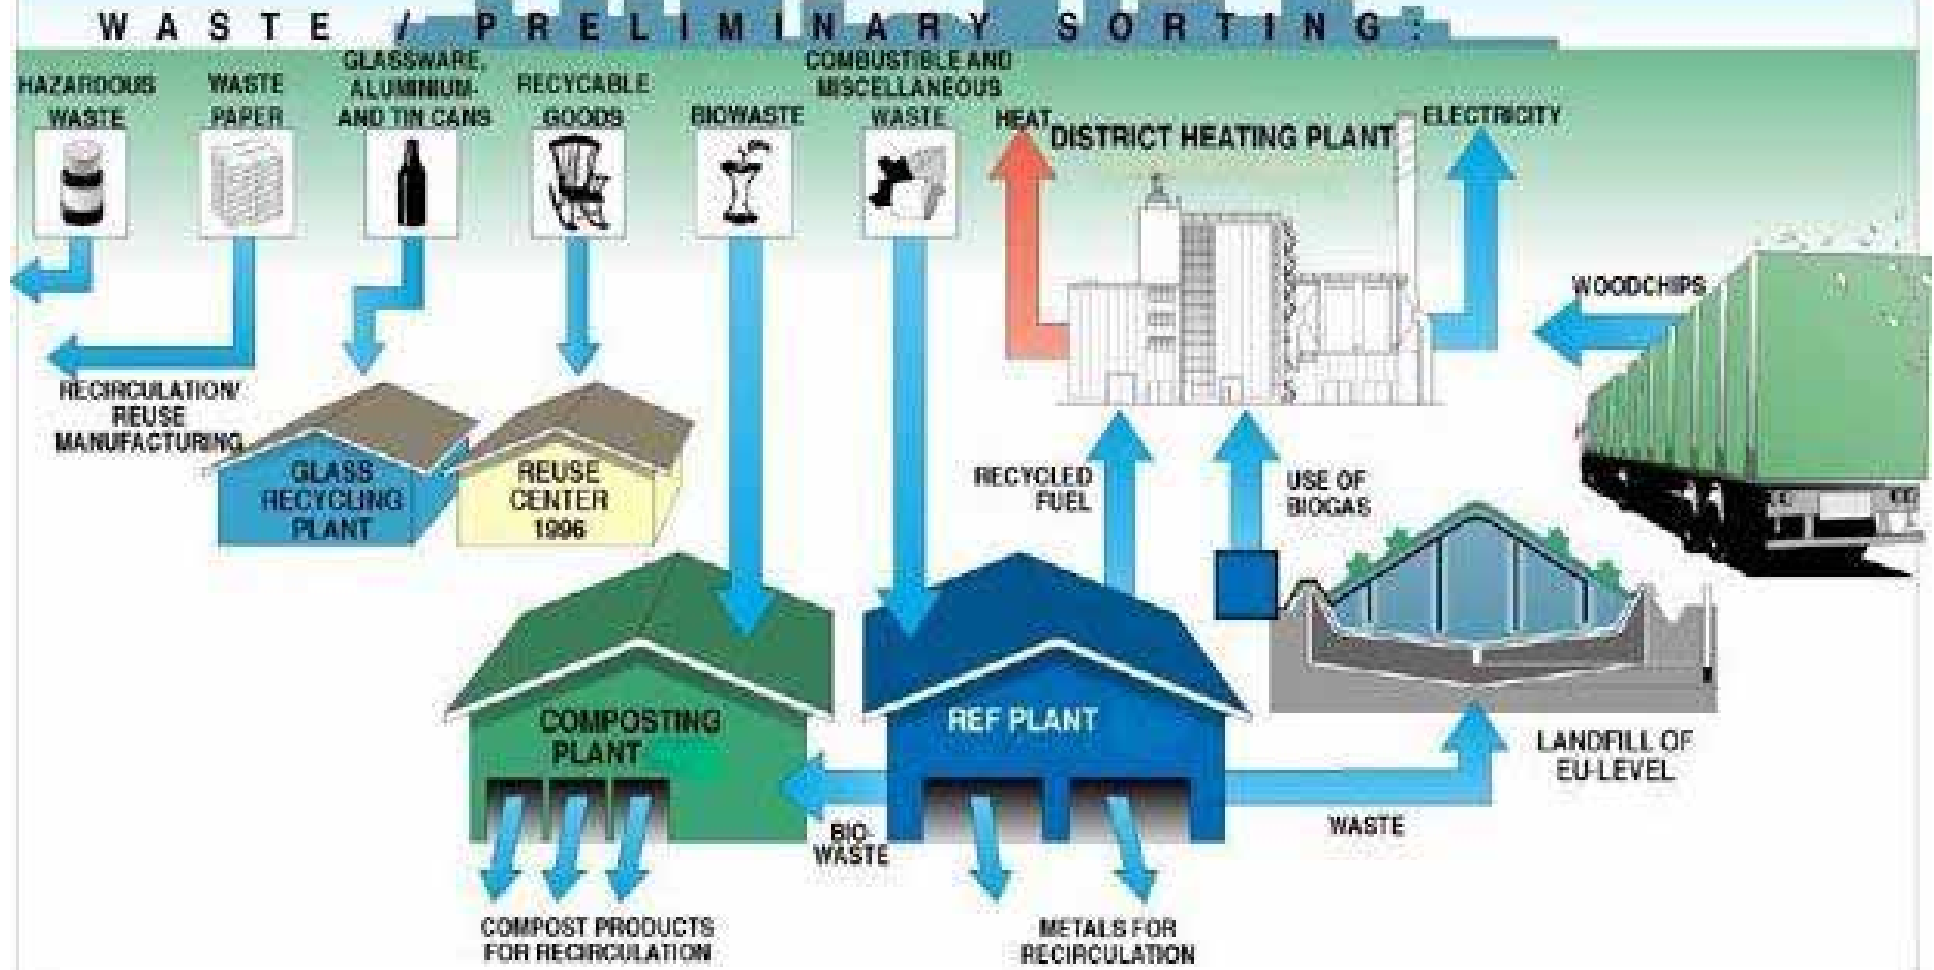 WASTE / PRELIMINARY SORTING:
HAZARDOUS
WASTE
WASTE
PAPER
GLASSWARE,
ALUMINIUM-
AND TIN CANS
RECYCABLE
GOODS
BIOWASTE
COMBUSTIBLE AND
MISCELLANEOUS
WASTE
HEAT
DISTRICT HEATING PLANT
ELECTRICITY
WOODCHIPS
RECIRCULATION/
REUSE
MANUFACTURING
GLASS
RECYCLING
PLANT
REUSE
CENTER
1996
RECYCLED
FUEL
USE OF
BIOGAS
COMPOSTING
PLANT
REF PLANT
LANDFILL OF
EU-LEVEL
BIO-
WASTE
WASTE
COMPOST PRODUCTS
FOR RECIRCULATION
METALS FOR
RECIRCULATION